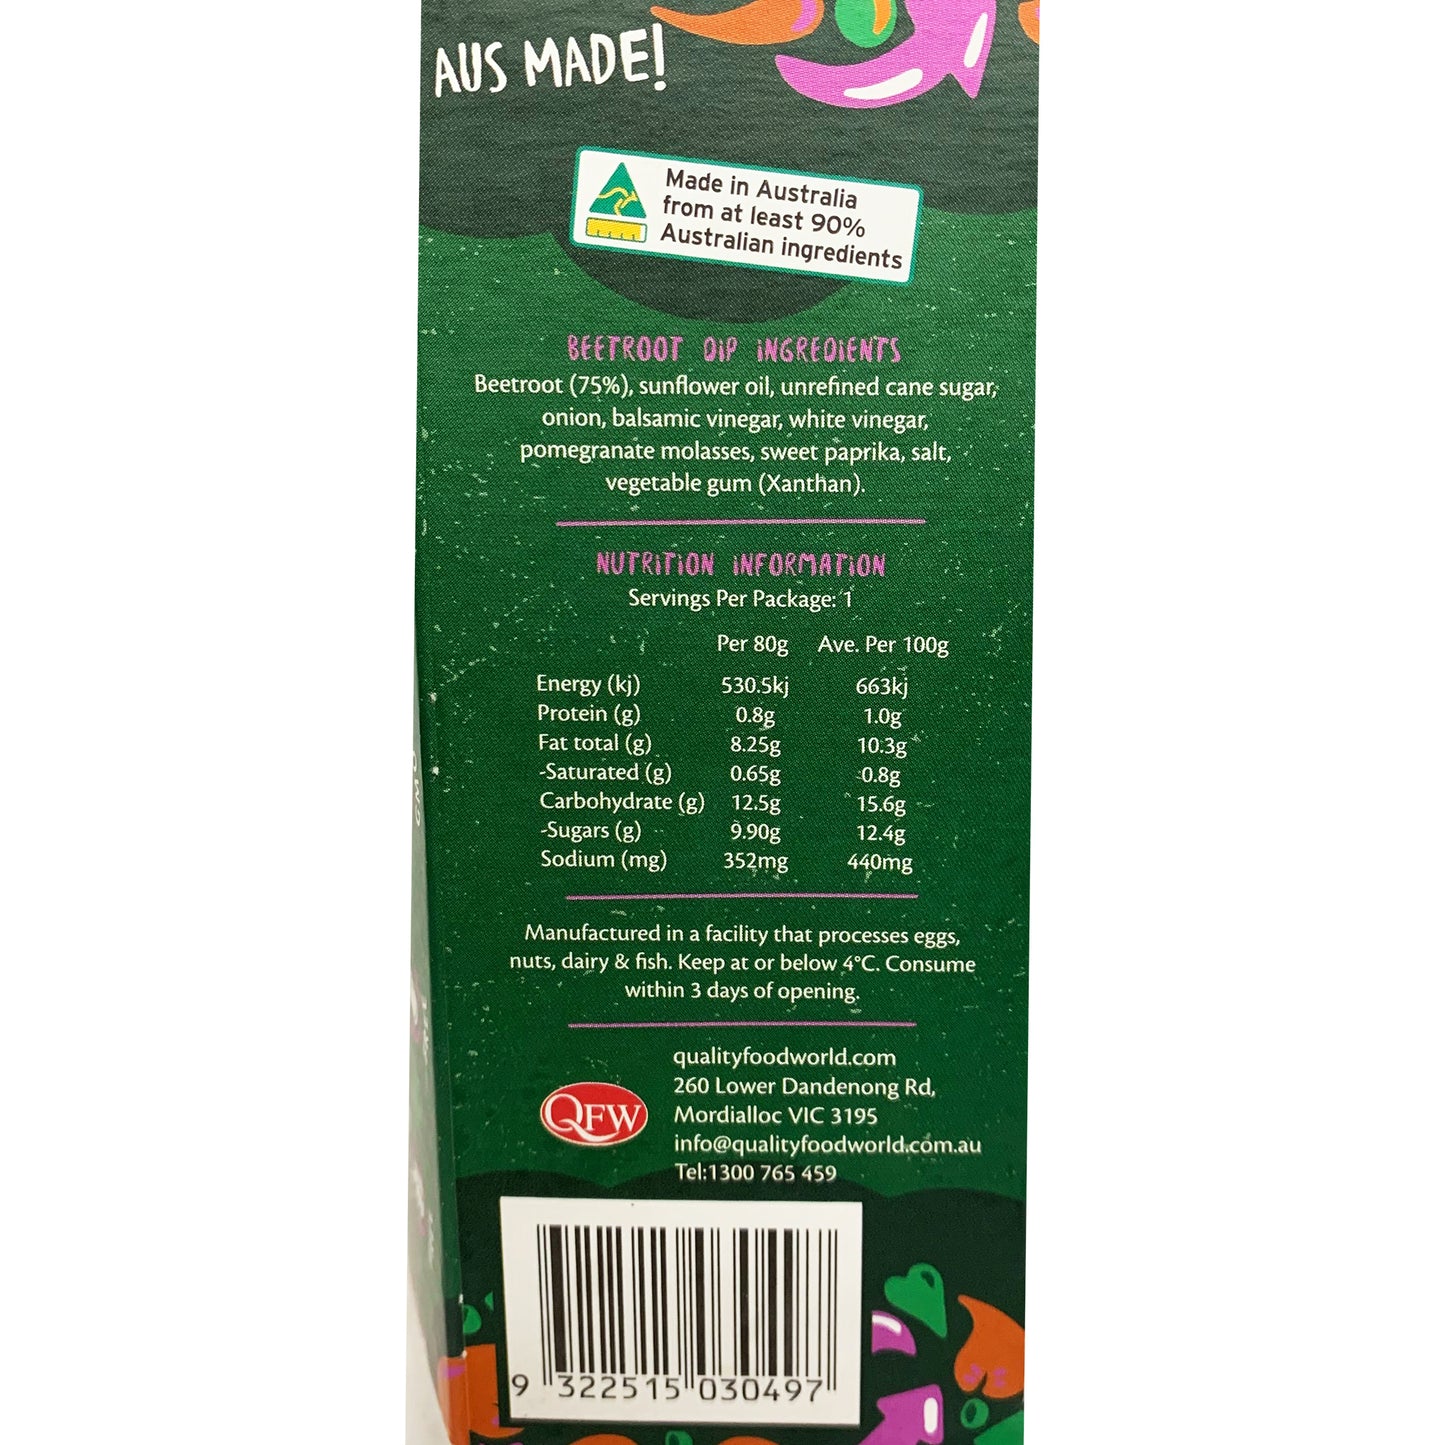 AUS MADE!
Made in Australia
from at least 90%
Australian ingredients
BEETROOT DIP INGREDIENTS
Beetroot (75%), sunflower oil, unrefined cane sugar,
onion, balsamic vinegar, white vinegar,
pomegranate molasses, sweet paprika, salt,
vegetable gum (Xanthan).
NUTRITION INFORMATION
Servings Per Package: 1
Per 80g Ave. Per 100g
Energy (kj) 530.5kj 663kj
Protein (g) 0.8g 1.0g
Fat total (g) 8.25g 10.3g
-Saturated (g) 0.65g 0.8g
Carbohydrate (g) 12.5g 15.6g
-Sugars (g) 9.90g 12.4g
Sodium (mg) 352mg 440mg
Manufactured in a facility that processes eggs,
nuts, dairy & fish. Keep at or below 4°C. Consume
within 3 days of opening.
qualityfoodworld.com
260 Lower Dandenong Rd,
QFW Mordialloc VIC 3195
info@qualityfoodworld.com.au
Tel:1300 765 459
9 322515 030497